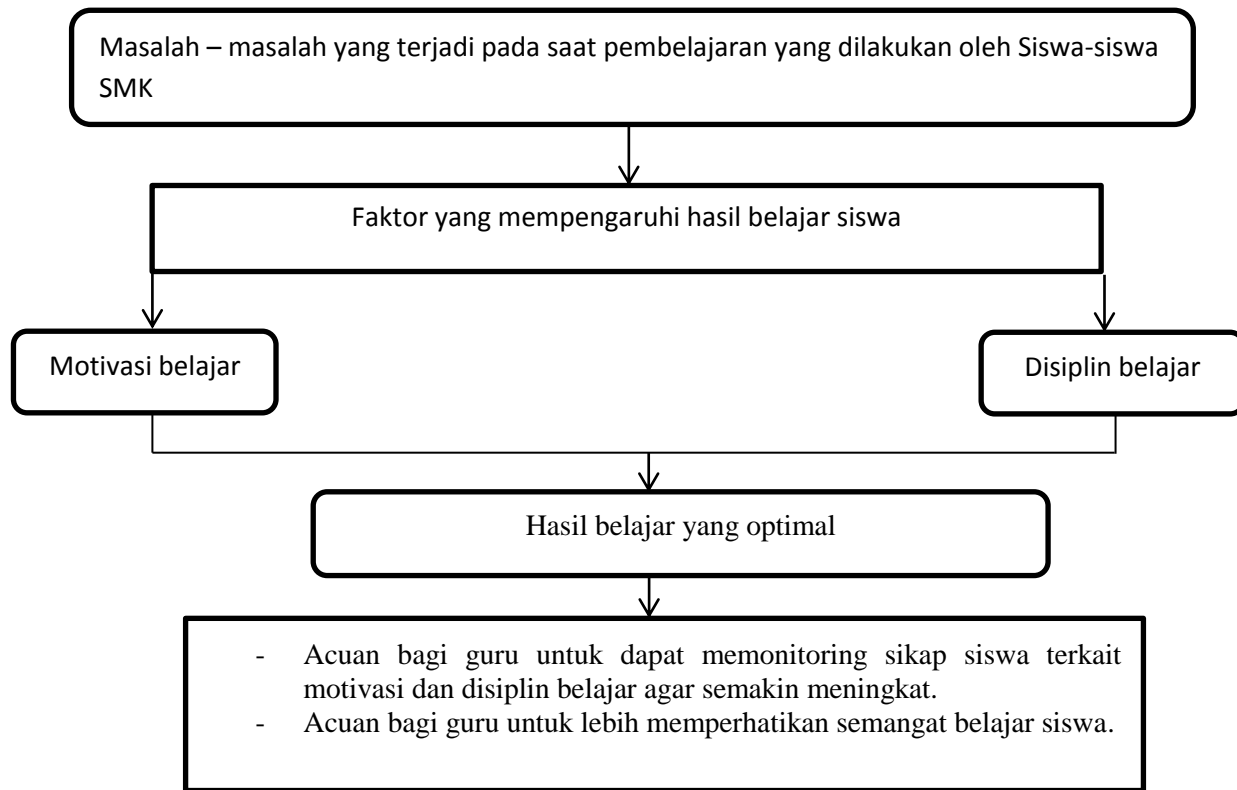 Masalah – masalah yang terjadi pada saat pembelajaran yang dilakukan oleh Siswa-siswa
SMK
Faktor yang mempengaruhi hasil belajar siswa
Motivasi belajar
Disiplin belajar
Hasil belajar yang optimal
- Acuan bagi guru untuk dapat memonitoring sikap siswa terkait
motivasi dan disiplin belajar agar semakin meningkat.
- Acuan bagi guru untuk lebih memperhatikan semangat belajar siswa.